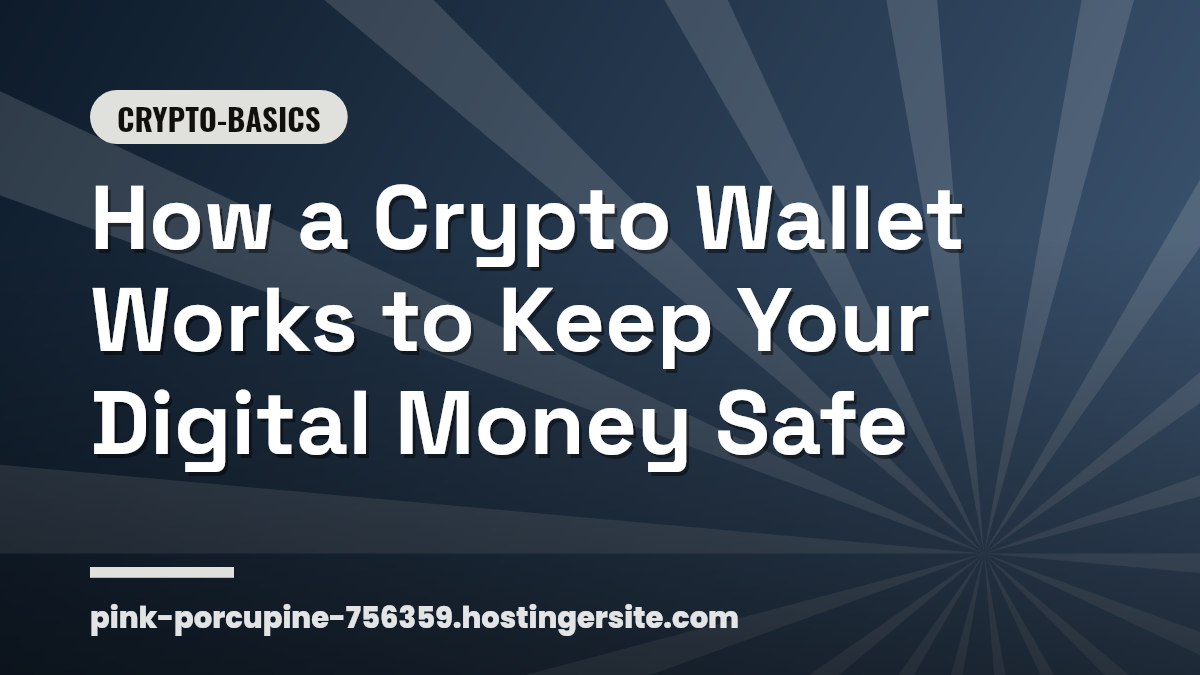 CRYPTO-BASICS
How a Crypto Wallet
Works to Keep Your
Digital Money Safe
pink-porcupine-756359.hostingersite.com